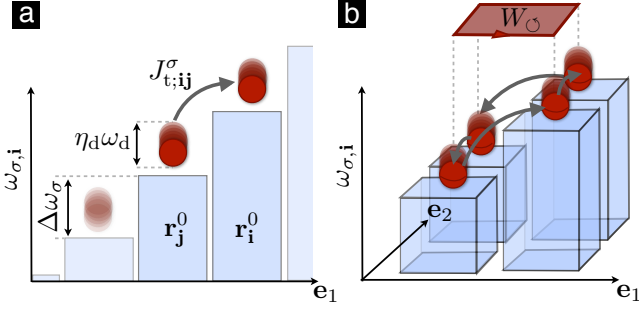 a
J^σ_{t;ij}
η_d ω_d
ω_{σ,i}
Δω_σ
r^0_j
r^0_i
e_1
b
W_↺
ω_{σ,i}
e_2
e_1